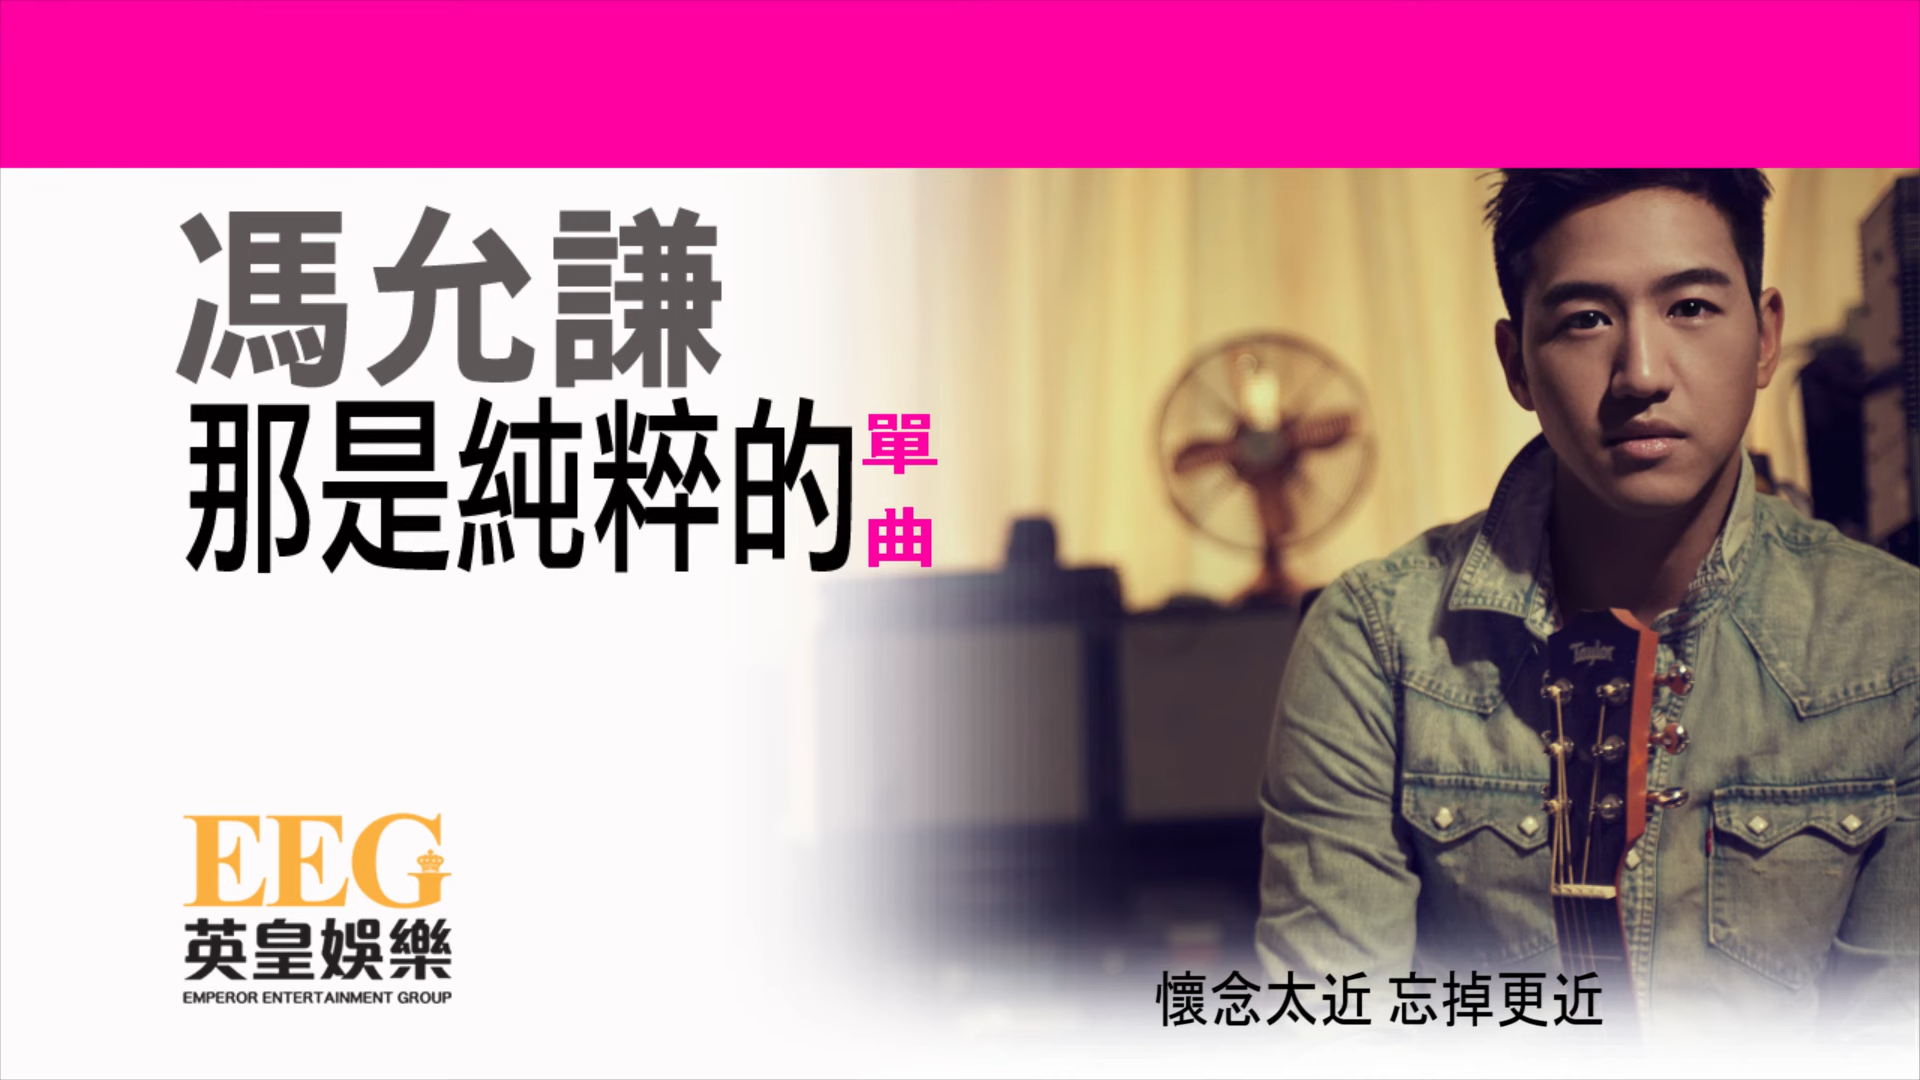 馮允謙
那是純粹的
單曲
Taylor
EEG
英皇娛樂
EMPEROR ENTERTAINMENT GROUP
懷念太近 忘掉更近